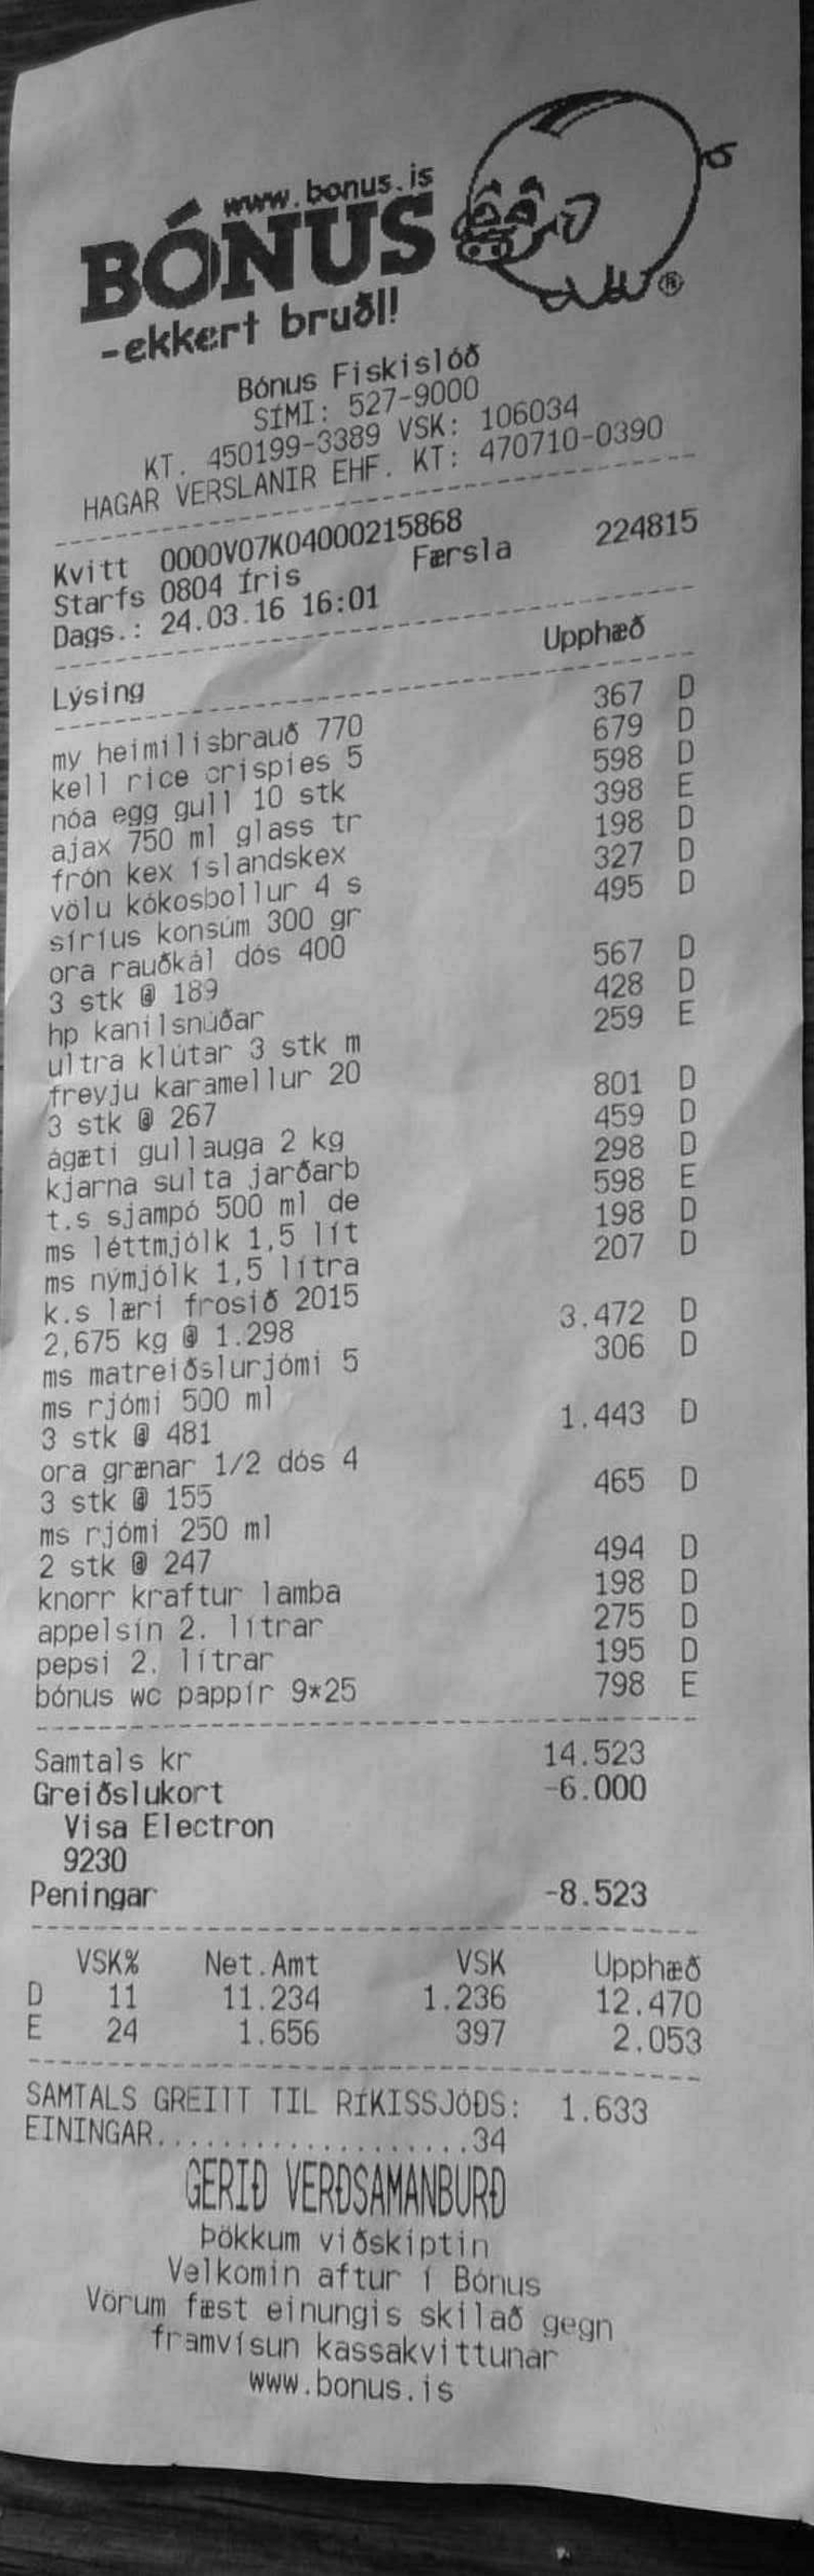 www.bonus.is
BÓNUS
-ekkert bruðl!
®
Bónus Fiskislóð
SÍMI: 527-9000
KT. 450199-3389 VSK: 106034
HAGAR VERSLANIR EHF. KT: 470710-0390
Kvitt 0000V07K04000215868
Starfs 0804 Íris Færsla 224815
Dags.: 24.03.16 16:01
Lýsing Upphæð
my heimilisbrauð 770 367 D
kell rice crispies 5 679 D
nóa egg gull 10 stk 598 D
ajax 750 ml glass tr 398 E
frón kex íslandskex 198 D
völu kókosbollur 4 s 327 D
síríus konsúm 300 gr 495 D
ora rauðkál dós 400
3 stk @ 189 567 D
hp kanilsnúðar 428 D
ultra klútar 3 stk m 259 E
freyju karamellur 20
3 stk @ 267 801 D
ágæti gullauga 2 kg 459 D
kjarna sulta jarðarb 298 D
t.s sjampó 500 ml de 598 E
ms léttmjólk 1,5 lít 198 D
ms nýmjólk 1,5 lítra 207 D
k.s læri frosið 2015
2,675 kg @ 1.298 3.472 D
ms matreiðslurjómi 5 306 D
ms rjómi 500 ml
3 stk @ 481 1.443 D
ora grænar 1/2 dós 4
3 stk @ 155 465 D
ms rjómi 250 ml
2 stk @ 247 494 D
knorr kraftur lamba 198 D
appelsín 2. lítrar 275 D
pepsi 2. lítrar 195 D
bónus wc pappír 9*25 798 E
Samtals kr 14.523
Greiðslukort -6.000
Visa Electron
9230
Peningar -8.523
VSK% Net.Amt VSK Upphæð
D 11 11.234 1.236 12.470
E 24 1.656 397 2.053
SAMTALS GREITT TIL RÍKISSJÓÐS: 1.633
EININGAR...................34
GERIÐ VERÐSAMANBURÐ
Þökkum viðskiptin
Velkomin aftur í Bónus
Vörum fæst einungis skilað gegn
framvísun kassakvittunar
www.bonus.is